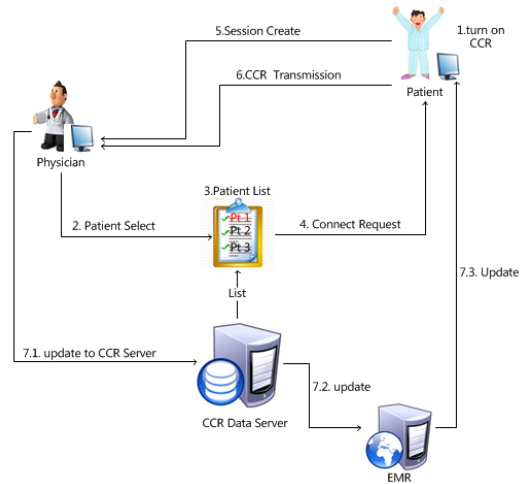 5.Session Create
1.turn on
CCR
6.CCR Transmission
Patient
Physician
3.Patient List
Pt 1
Pt 2
Pt 3
2. Patient Select
4. Connect Request
7.3. Update
List
7.1. update to CCR Server
7.2. update
CCR Data Server
EMR